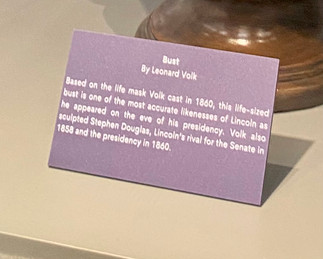 Bust
By Leonard Volk
Based on the life mask Volk cast in 1860, this life-sized
bust is one of the most accurate likenesses of Lincoln as
he appeared on the eve of his presidency. Volk also
sculpted Stephen Douglas, Lincoln's rival for the Senate in
1858 and the presidency in 1860.